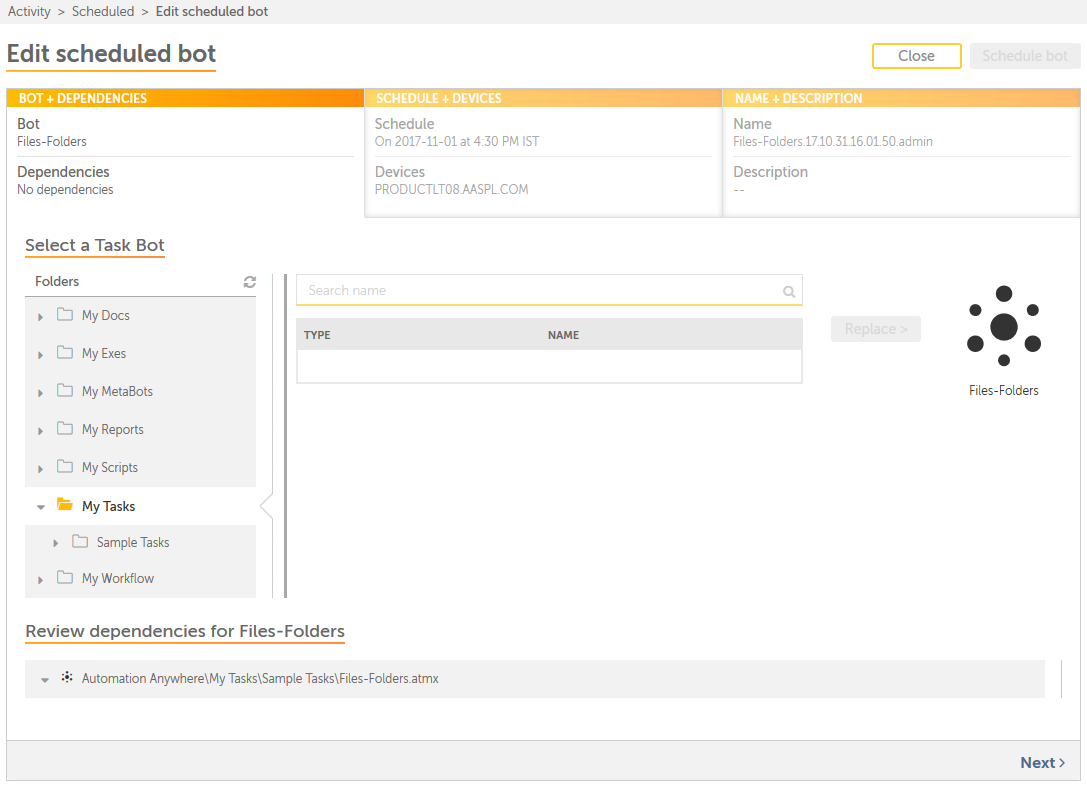 Activity > Scheduled > Edit scheduled bot
Edit scheduled bot
Close
Schedule bot
BOT + DEPENDENCIES
Bot
Files-Folders
Dependencies
No dependencies
SCHEDULE + DEVICES
Schedule
On 2017-11-01 at 4:30 PM IST
Devices
PRODUCTLT08.AASPL.COM
NAME + DESCRIPTION
Name
Files-Folders.17.10.31.16.01.50.admin
Description
--
Select a Task Bot
Folders
My Docs
My Exes
My MetaBots
My Reports
My Scripts
My Tasks
Sample Tasks
My Workflow
Search name
TYPE NAME
Replace >
Files-Folders
Review dependencies for Files-Folders
Automation Anywhere\My Tasks\Sample Tasks\Files-Folders.atmx
Next >